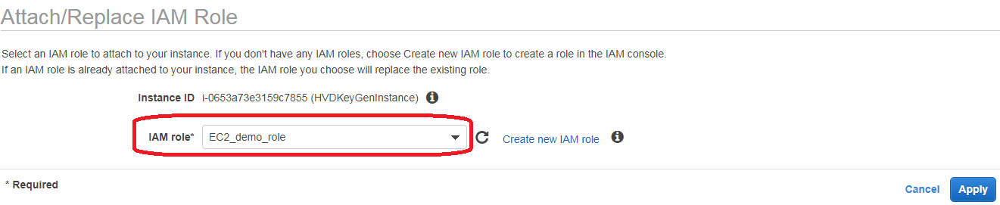 Attach/Replace IAM Role
Select an IAM role to attach to your instance. If you don't have any IAM roles, choose Create new IAM role to create a role in the IAM console.
If an IAM role is already attached to your instance, the IAM role you choose will replace the existing role.
Instance ID i-0653a73e3159c7855 (HVDKeyGenInstance)
IAM role* EC2_demo_role Create new IAM role
* Required
Cancel Apply